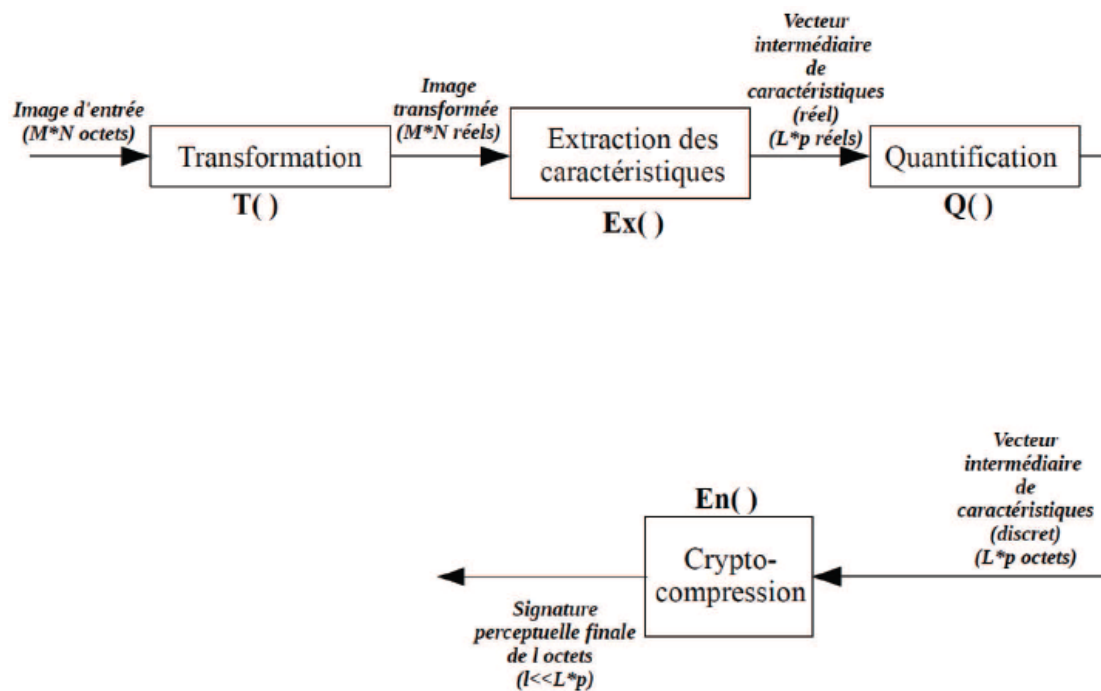 Image d'entrée
(M*N octets)
Transformation
T( )
Image
transformée
(M*N réels)
Extraction des
caractéristiques
Ex( )
Vecteur
intermédiaire
de
caractéristiques
(réel)
(L*p réels)
Quantification
Q( )
Vecteur
intermédiaire
de
caractéristiques
(discret)
(L*p octets)
En( )
Crypto-
compression
Signature
perceptuelle finale
de l octets
(l<<L*p)